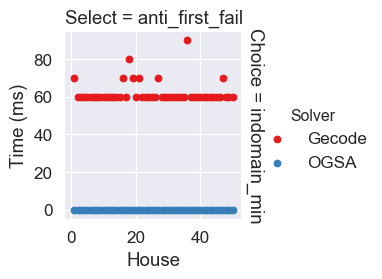 Select = anti_first_fail
Choice = indomain_min
Time (ms)
80
60
40
20
0
0
20
40
House
Solver
Gecode
OGSA